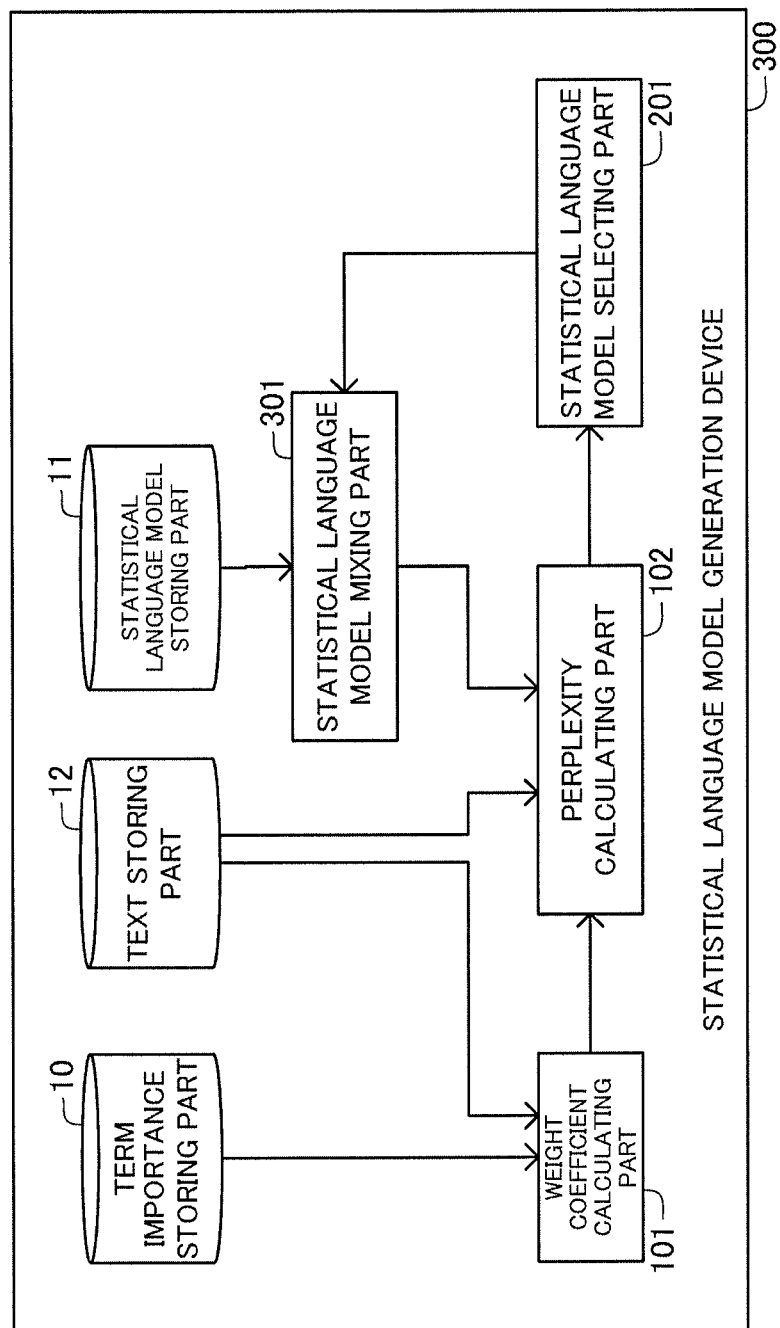 10
TERM
IMPORTANCE
STORING PART
12
TEXT STORING
PART
11
STATISTICAL
LANGUAGE MODEL
STORING PART
301
STATISTICAL LANGUAGE
MODEL MIXING PART
WEIGHT
COEFFICIENT
CALCULATING
PART
101
PERPLEXITY
CALCULATING PART
102
STATISTICAL LANGUAGE
MODEL SELECTING PART
201
STATISTICAL LANGUAGE MODEL GENERATION DEVICE
300